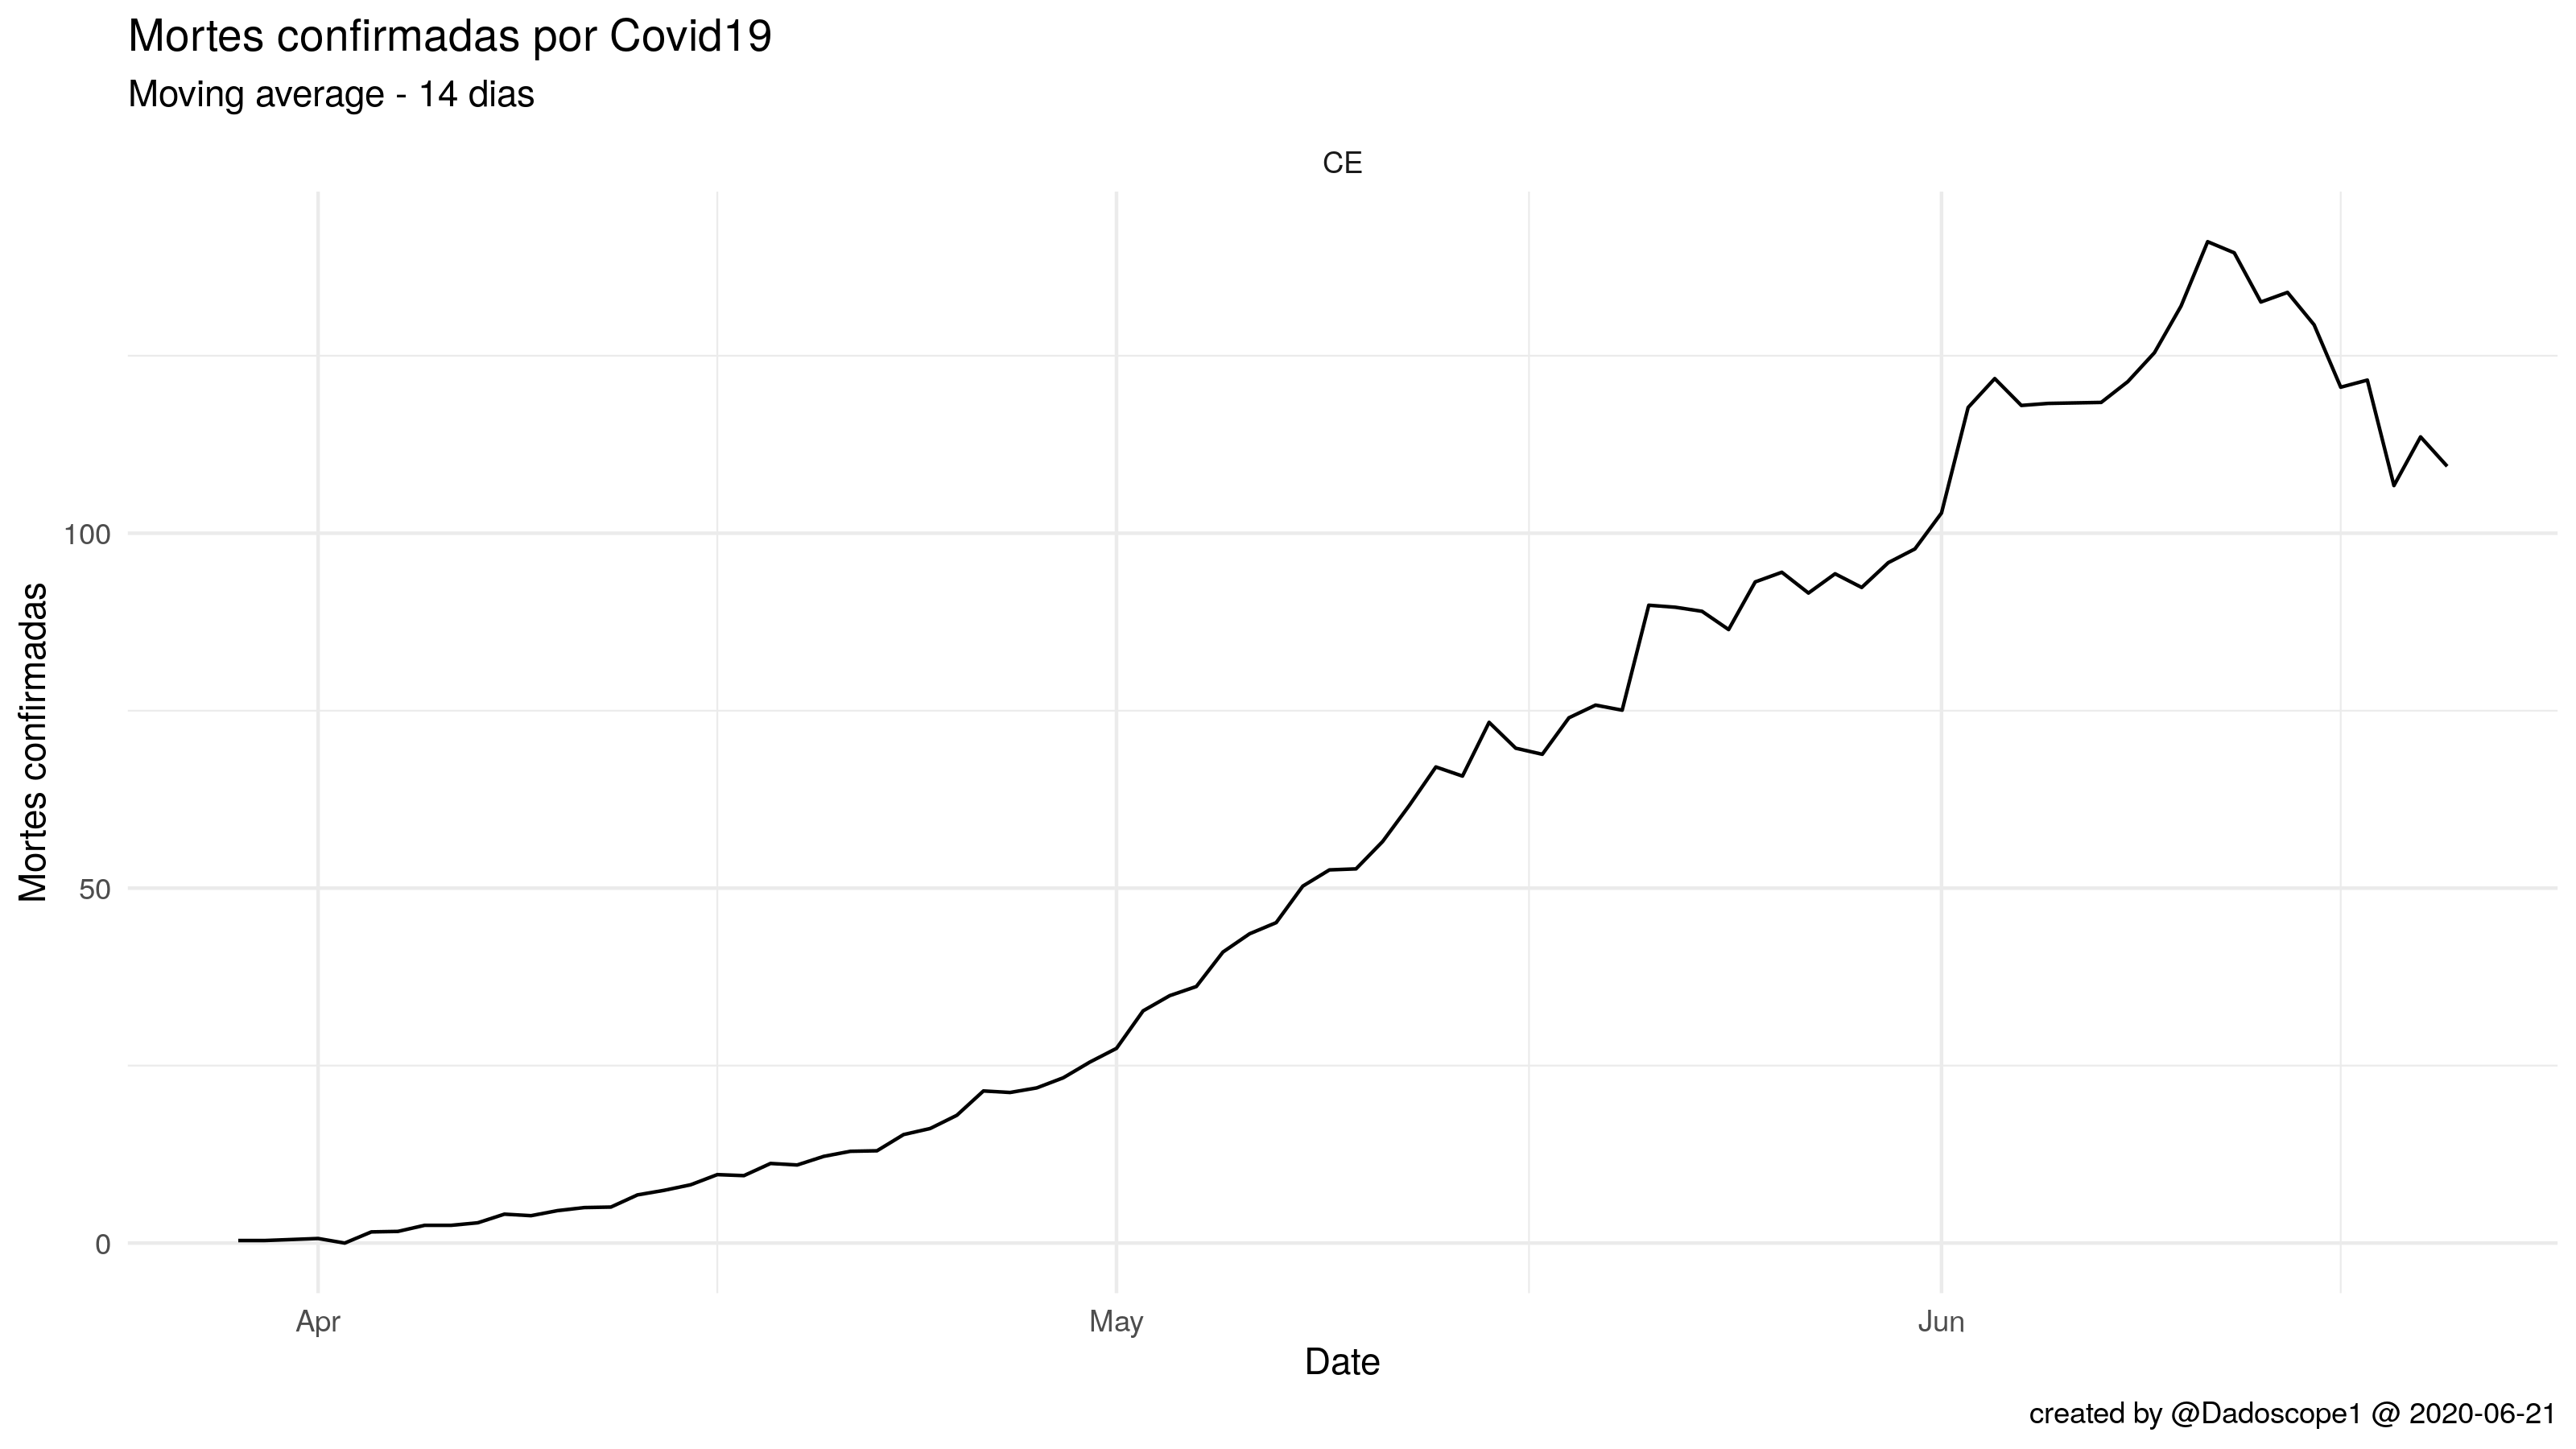 Mortes confirmadas por Covid19
Moving average - 14 dias
CE
Mortes confirmadas
100
50
0
Apr
May
Jun
Date
created by @Dadoscope1 @ 2020-06-21